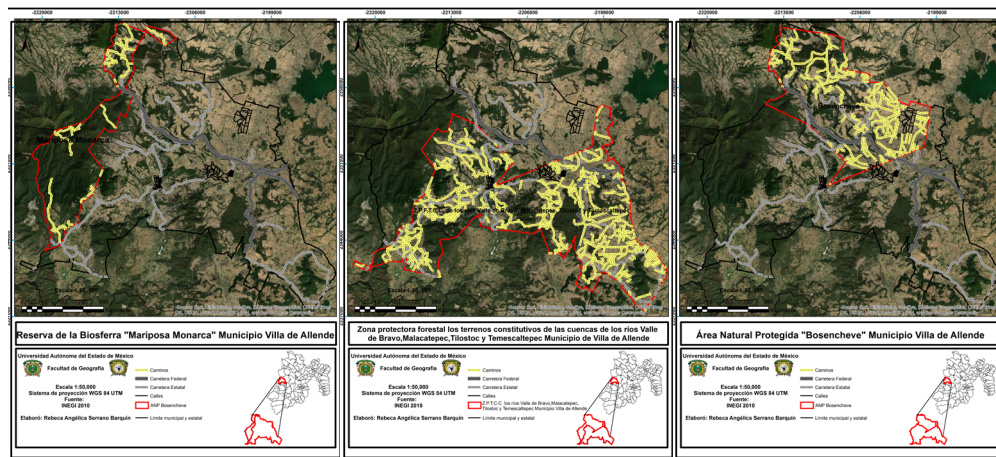 -2220000
-2213000
-2206000
-2199000
Mariposa Monarca
Reserva de la Biosferra "Mariposa Monarca" Municipio Villa de Allende
Universidad Autónoma del Estado de México
Facultad de Geografía
Escala 1:50,000
Sistema de proyección WGS 84 UTM
Fuente:
INEGI 2010
Elaboró: Rebeca Angélica Serrano Barquín
Caminos
Carretera Federal
Carretera Estatal
Calles
ANP Bosencheve
Límite municipal y estatal
-2220000
-2213000
-2206000
-2199000
Zona protectora forestal los terrenos constitutivos de las cuencas de los ríos Valle
de Bravo,Malacatepec,Tilostoc y Temescaltepec Municipio de Villa de Allende
Universidad Autónoma del Estado de México
Facultad de Geografía
Escala 1:50,000
Sistema de proyección WGS 84 UTM
Fuente:
INEGI 2010
Elaboró: Rebeca Angélica Serrano Barquín
Caminos
Carretera Federal
Carretera Estatal
Calles
Z.P.T.C.C los ríos Valle de Bravo,Malacatepec,
Tilostoc y Temescaltepec Municipio Villa de Allende
Límite municipal y estatal
-2220000
-2213000
-2206000
-2199000
Bosencheve
Área Natural Protegida "Bosencheve" Municipio Villa de Allende
Universidad Autónoma del Estado de México
Facultad de Geografía
Escala 1:50,000
Sistema de proyección WGS 84 UTM
Fuente:
INEGI 2010
Elaboró: Rebeca Angélica Serrano Barquín
Caminos
Carretera Federal
Carretera Estatal
Calles
ANP Bosencheve
Límite municipal y estatal